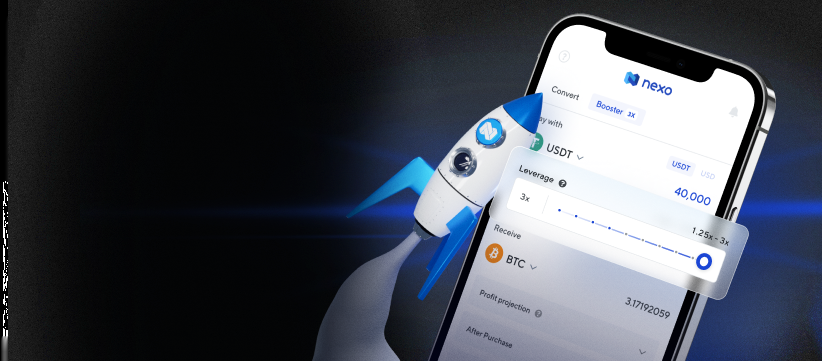 nexo
Convert
Booster 3X
ay with
USDT
USDT USD
40,000
Leverage ?
1.25x - 3x
3x
Receive
BTC
3.17192059
Profit projection ?
After Purchase